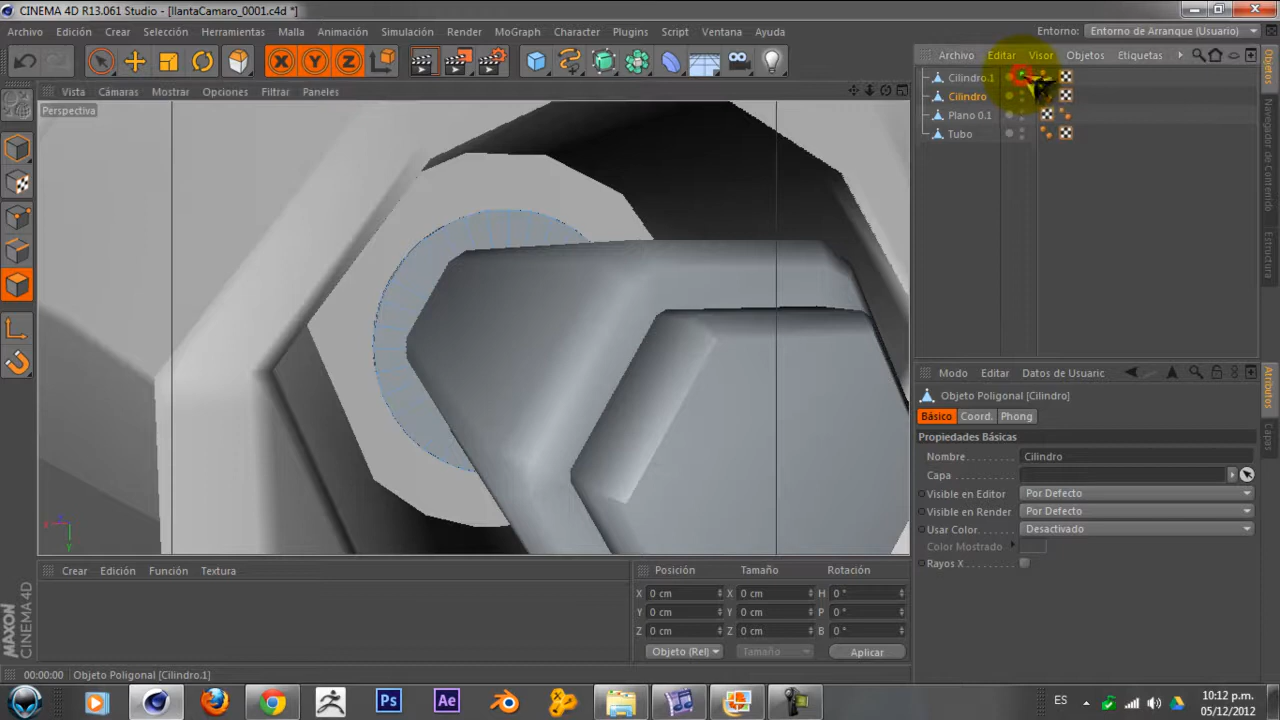 CINEMA 4D R13.061 Studio - [llantaCamaro_0001.c4d *]
Archivo Edición Crear Selección Herramientas Malla Animación Simulación Render MoGraph Character Plugins Script Ventana Ayuda
Entorno: Entorno de Arranque (Usuario)
Archivo Editar Visor Objetos Etiquetas
Vista Cámaras Mostrar Opciones Filtrar Paneles
Perspectiva
Cilindro.1
Cilindro
Plano 0.1
Tubo
Objetos
Navegador de Contenido
Estructura
Modo Editar Datos de Usuaric
Objeto Poligonal [Cilindro]
Básico Coord. Phong
Propiedades Básicas
Nombre Cilindro
Capa
Visible en Editor Por Defecto
Visible en Render Por Defecto
Usar Color Desactivado
Color Mostrado
Rayos X
Atributos
Capas
Crear Edición Función Textura
Posición Tamaño Rotación
X 0 cm X 0 cm H 0 °
Y 0 cm Y 0 cm P 0 °
Z 0 cm Z 0 cm B 0 °
Objeto (Rel) Tamaño Aplicar
MAXON CINEMA 4D
00:00:00 Objeto Poligonal [Cilindro.1]
Ps Ae
ES 10:12 p.m.
05/12/2012